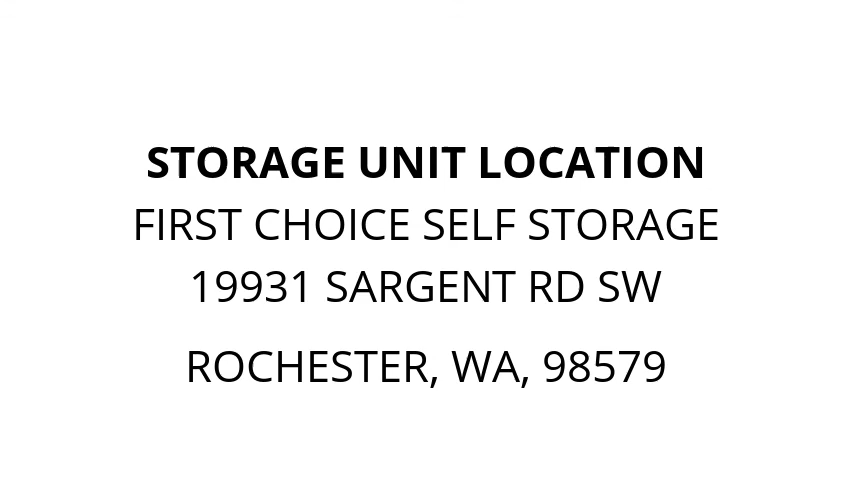 STORAGE UNIT LOCATION
FIRST CHOICE SELF STORAGE
19931 SARGENT RD SW
ROCHESTER, WA, 98579